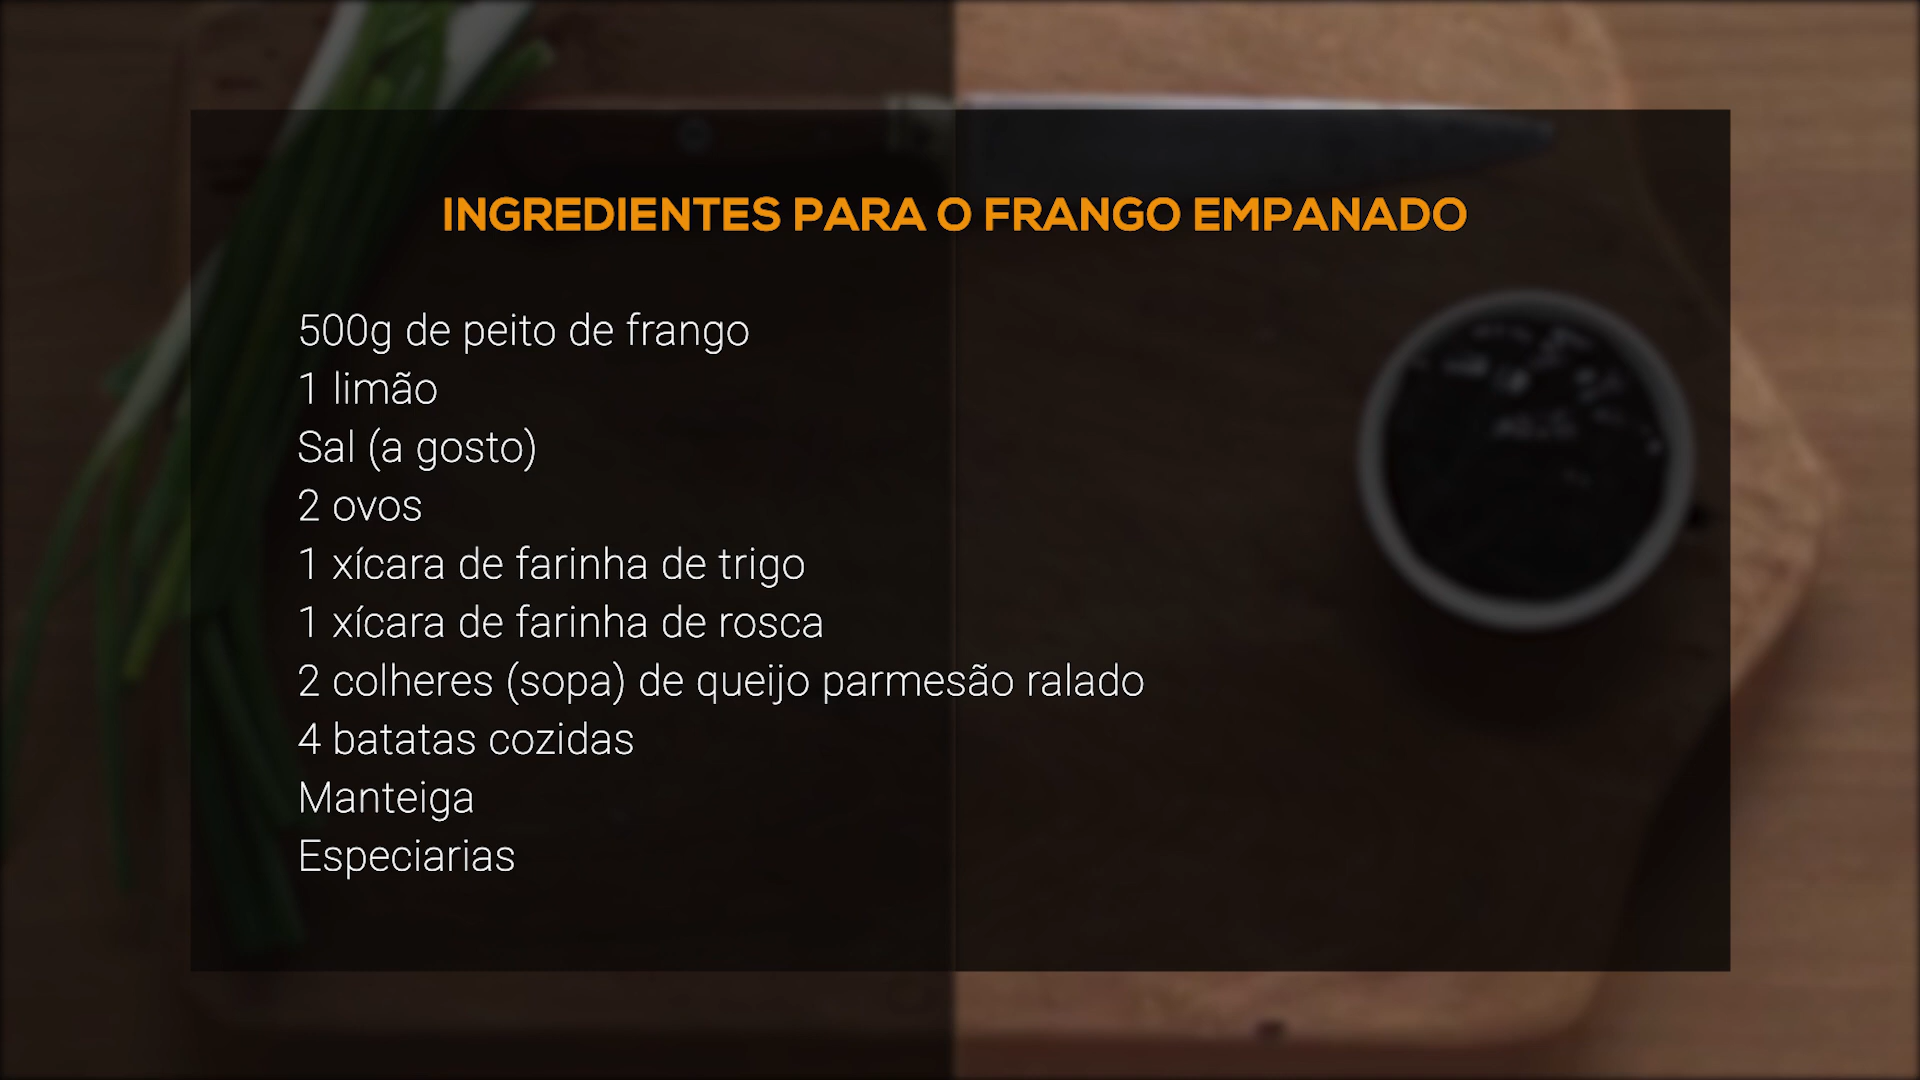 INGREDIENTES PARA O FRANGO EMPANADO
500g de peito de frango
1 limão
Sal (a gosto)
2 ovos
1 xícara de farinha de trigo
1 xícara de farinha de rosca
2 colheres (sopa) de queijo parmesão ralado
4 batatas cozidas
Manteiga
Especiarias